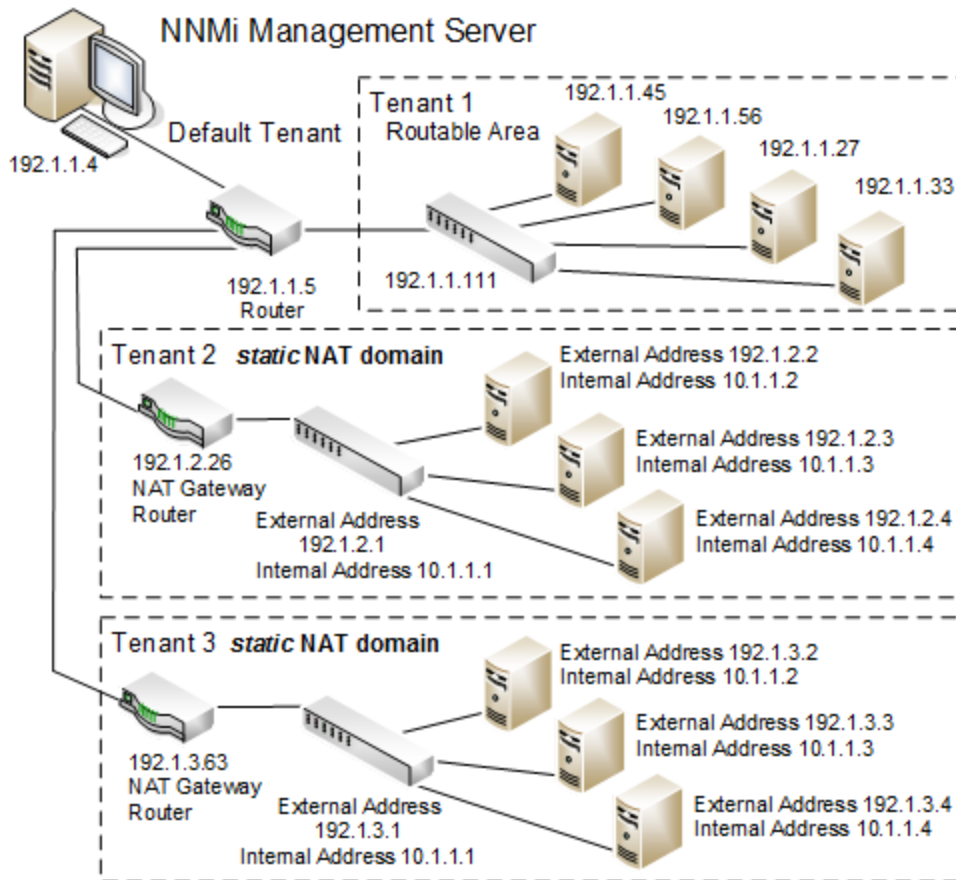 NNMi Management Server
192.1.1.4
Default Tenant
192.1.1.5
Router
Tenant 1
Routable Area
192.1.1.45
192.1.1.56
192.1.1.27
192.1.1.33
192.1.1.111
Tenant 2 static NAT domain
192.1.2.26
NAT Gateway
Router
External Address
192.1.2.1
Internal Address 10.1.1.1
External Address 192.1.2.2
Internal Address 10.1.1.2
External Address 192.1.2.3
Internal Address 10.1.1.3
External Address 192.1.2.4
Internal Address 10.1.1.4
Tenant 3 static NAT domain
192.1.3.63
NAT Gateway
Router
External Address
192.1.3.1
Internal Address 10.1.1.1
External Address 192.1.3.2
Internal Address 10.1.1.2
External Address 192.1.3.3
Internal Address 10.1.1.3
External Address 192.1.3.4
Internal Address 10.1.1.4